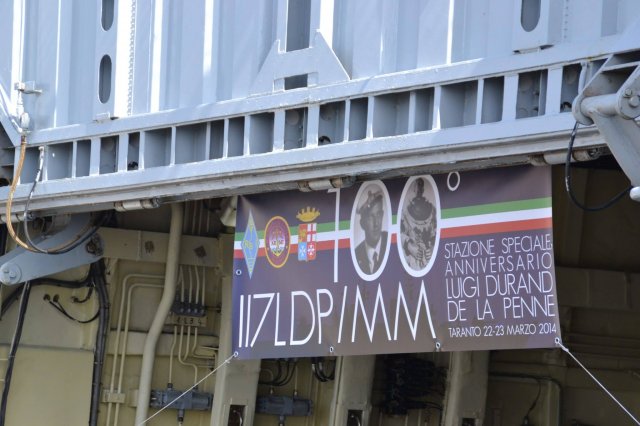 100°
II7LDP/MM
STAZIONE SPECIALE
ANNIVERSARIO
LUIGI DURAND
DE LA PENNE
TARANTO 22-23 MARZO 2014